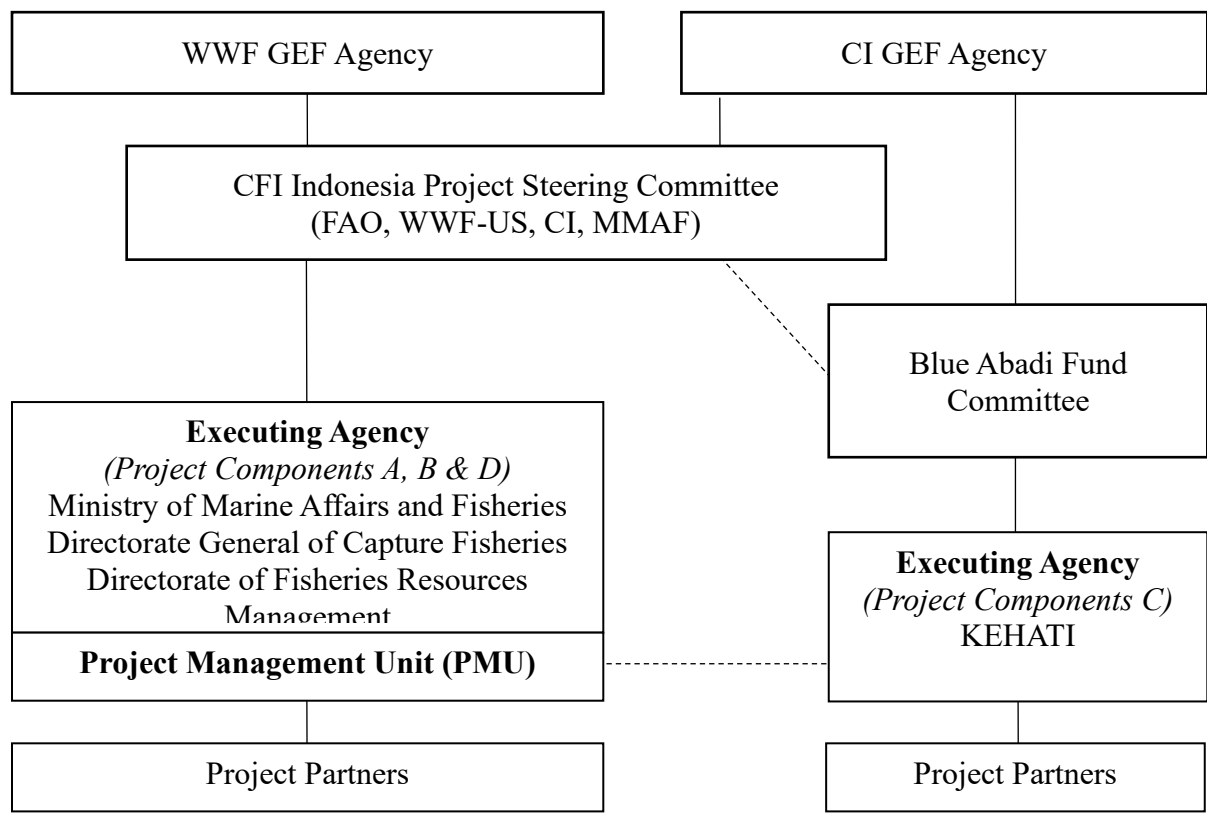 WWF GEF Agency
CI GEF Agency
CFI Indonesia Project Steering Committee
(FAO, WWF-US, CI, MMAF)
Blue Abadi Fund
Committee
Executing Agency
(Project Components A, B & D)
Ministry of Marine Affairs and Fisheries
Directorate General of Capture Fisheries
Directorate of Fisheries Resources
Management
Project Management Unit (PMU)
Executing Agency
(Project Components C)
KEHATI
Project Partners
Project Partners